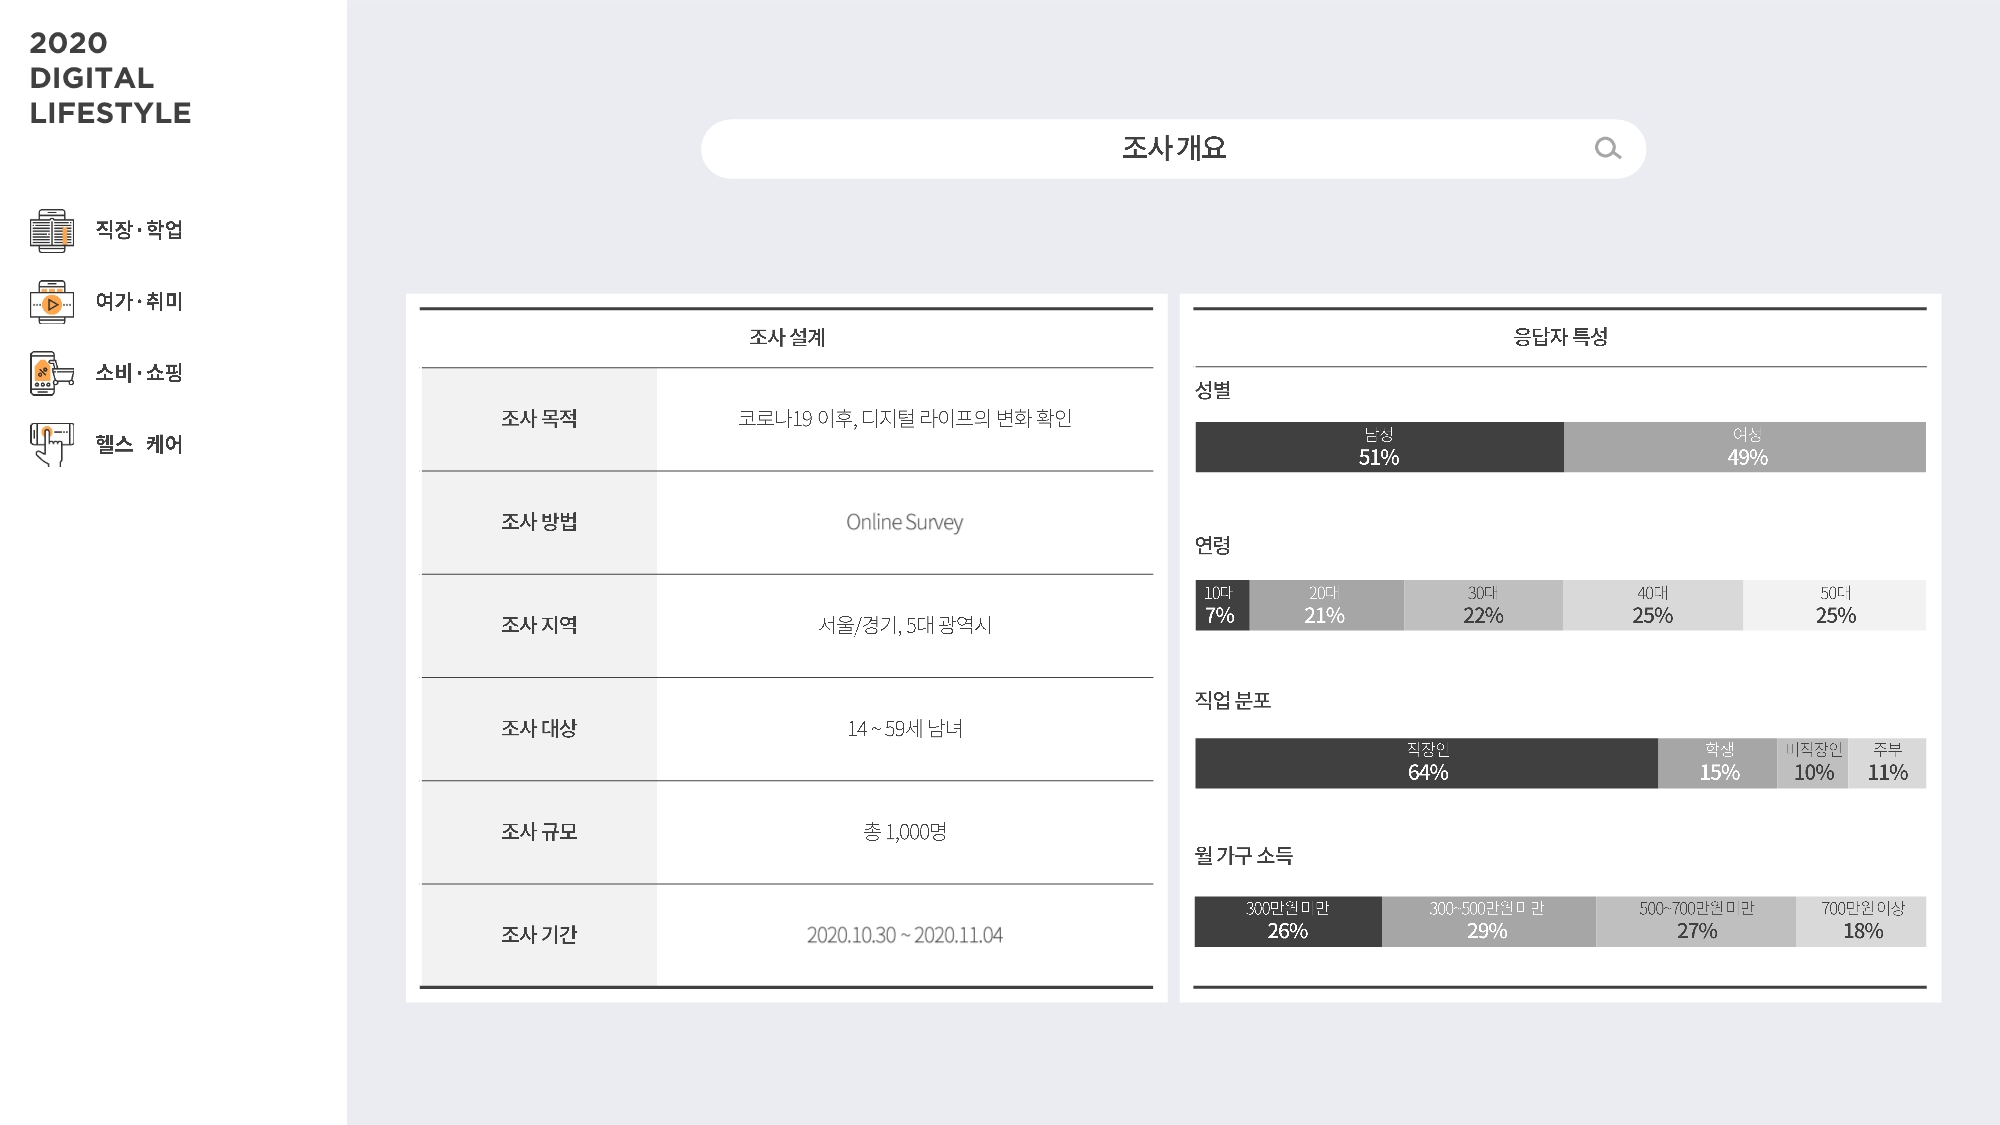 2020
DIGITAL
LIFESTYLE
직장·학업
여가·취미
소비·쇼핑
헬스 케어
조사 개요
조사 설계
조사 목적
코로나19 이후, 디지털 라이프의 변화 확인
조사 방법
Online Survey
조사 지역
서울/경기, 5대 광역시
조사 대상
14 ~ 59세 남녀
조사 규모
총 1,000명
조사 기간
2020.10.30 ~ 2020.11.04
응답자 특성
성별
남성 여성
51% 49%
연령
10대 20대 30대 40대 50대
7% 21% 22% 25% 25%
직업 분포
직장인 학생 비직장인 주부
64% 15% 10% 11%
월 가구 소득
300만원미만 300~500만원미만 500~700만원미만 700만원이상
26% 29% 27% 18%